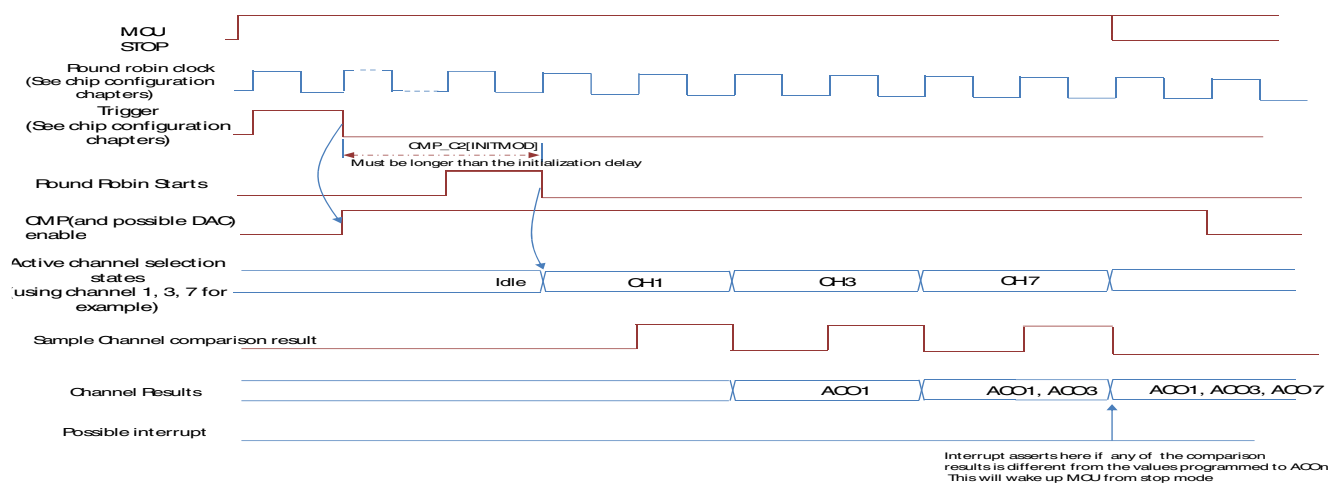 MCU
STOP
Round robin clock
(See chip configuration
chapters)
Trigger
(See chip configuration
chapters)
CMP_C2[INITMOD]
Must be longer than the initialization delay
Round Robin Starts
CMP(and possible DAC)
enable
Active channel selection
states
(using channel 1, 3, 7 for
example)
Idle
CH1
CH3
CH7
Sample Channel comparison result
Channel Results
ACO1
ACO1, ACO3
ACO1, ACO3, ACO7
Possible interrupt
Interrupt asserts here if any of the comparison
results is different from the values programmed to ACOn
This will wake up MCU from stop mode